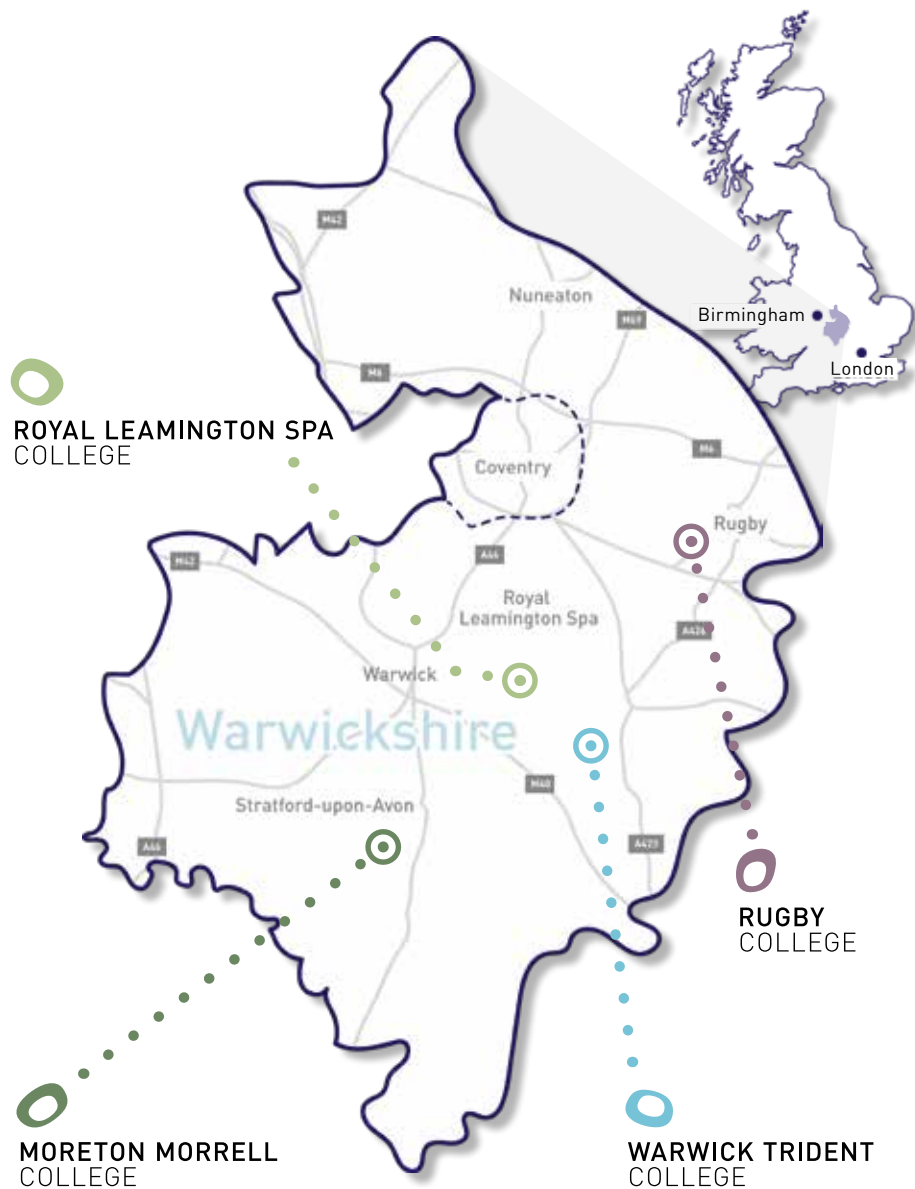 M42
Nuneaton
M69
Birmingham
London
M6
ROYAL LEAMINGTON SPA
COLLEGE
M6
Coventry
Rugby
M42
A46
Royal
Leamington Spa
A426
Warwick
Warwickshire
M40
Stratford-upon-Avon
A46
A423
RUGBY
COLLEGE
MORETON MORRELL
COLLEGE
WARWICK TRIDENT
COLLEGE